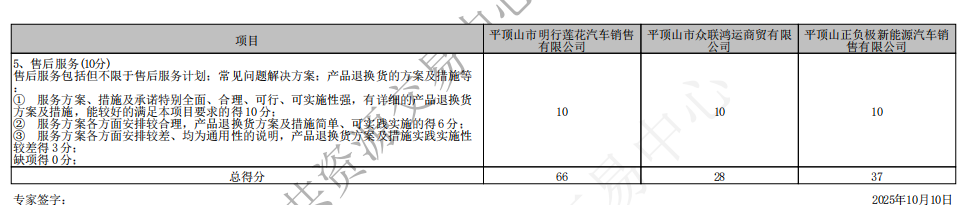 项目
平顶山市明行莲花汽车销售
有限公司
平顶山市众联鸿运商贸有限
公司
平顶山正负极新能源汽车销
售有限公司
5、售后服务(10分)
售后服务包括但不限于售后服务计划；常见问题解决方案；产品退换货的方案及措施等
：
① 服务方案、措施及承诺特别全面、合理、可行、可实施性强，有详细的产品退换货
方案及措施，能较好的满足本项目要求的得10分；
② 服务方案各方面安排较合理，产品退换货方案及措施简单、可实践实施的得6分；
③ 服务方案各方面安排较差、均为通用性的说明，产品退换货方案及措施实践实施性
较差得3分；
缺项得0分；
10
10
10
总得分
66
28
37
专家签字：
2025年10月10日
共资源交易中心
易中心